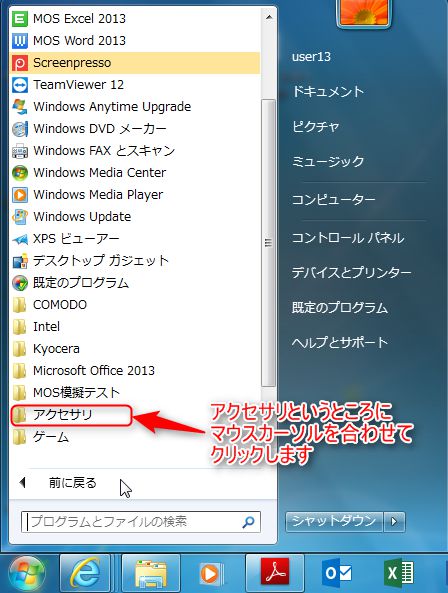 MOS Excel 2013
MOS Word 2013
Screenpresso
TeamViewer 12
Windows Anytime Upgrade
Windows DVD メーカー
Windows FAX とスキャン
Windows Media Center
Windows Media Player
Windows Update
XPS ビューアー
デスクトップ ガジェット
既定のプログラム
COMODO
Intel
Kyocera
Microsoft Office 2013
MOS模擬テスト
アクセサリ
ゲーム
前に戻る
プログラムとファイルの検索
user13
ドキュメント
ピクチャ
ミュージック
コンピューター
コントロール パネル
デバイスとプリンター
既定のプログラム
ヘルプとサポート
アクセサリというところに
マウスカーソルを合わせて
クリックします
シャットダウン